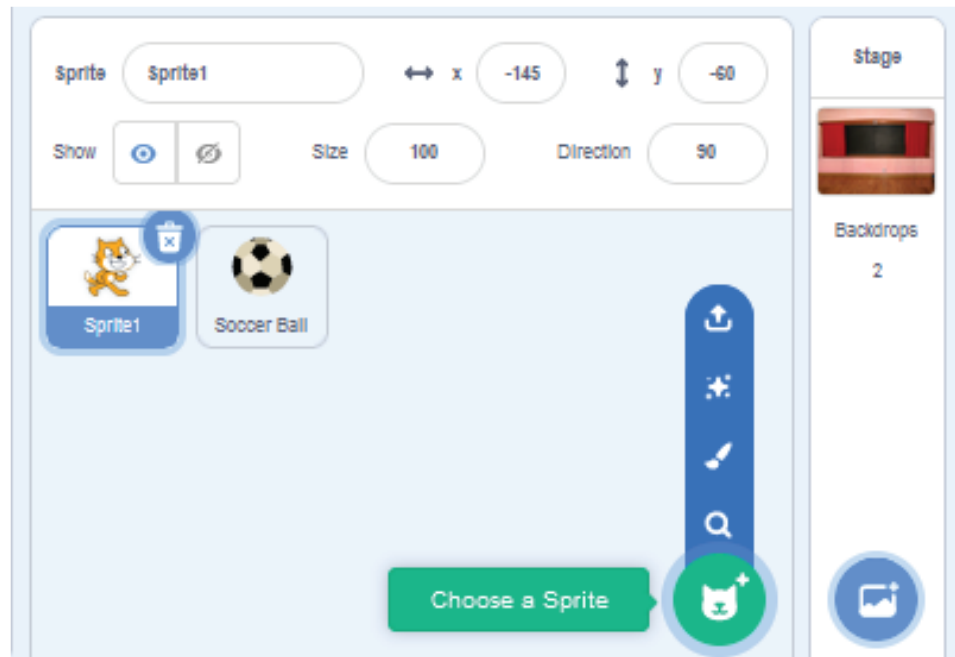 Sprite Sprite1 x -145 y -60
Show Size 100 Direction 90
Sprite1
Soccer Ball
Choose a Sprite
Stage
Backdrops
2